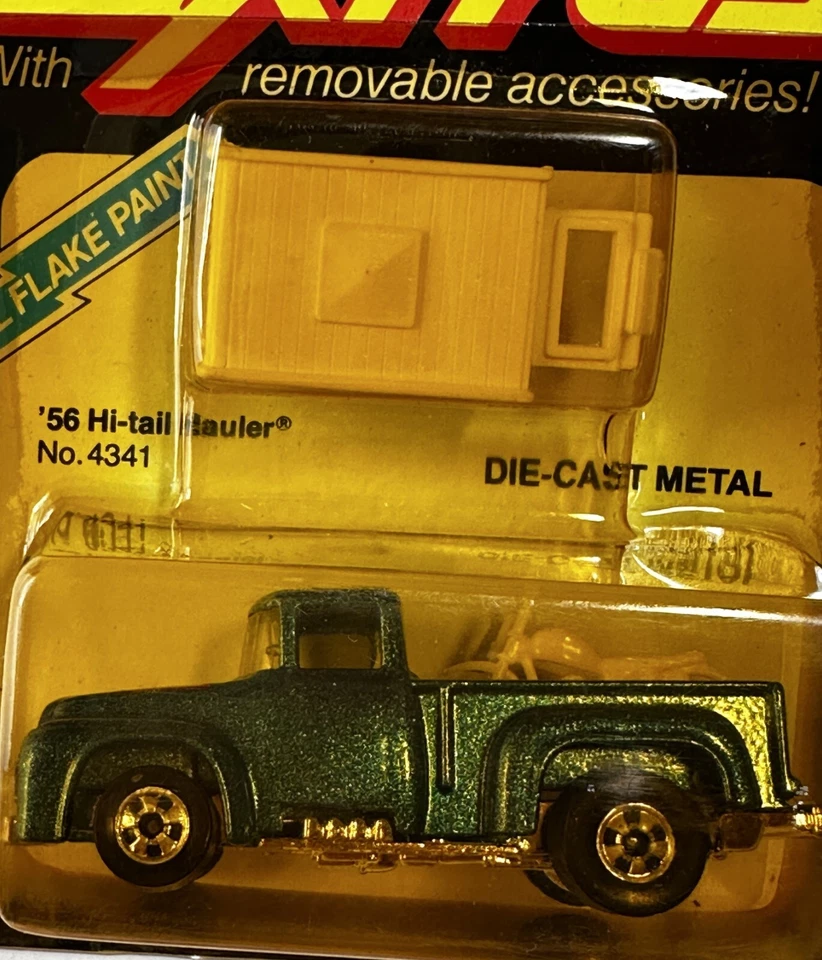 With removable accessories!
L FLAKE PAINT
'56 Hi-tail Hauler®
No. 4341
DIE-CAST METAL